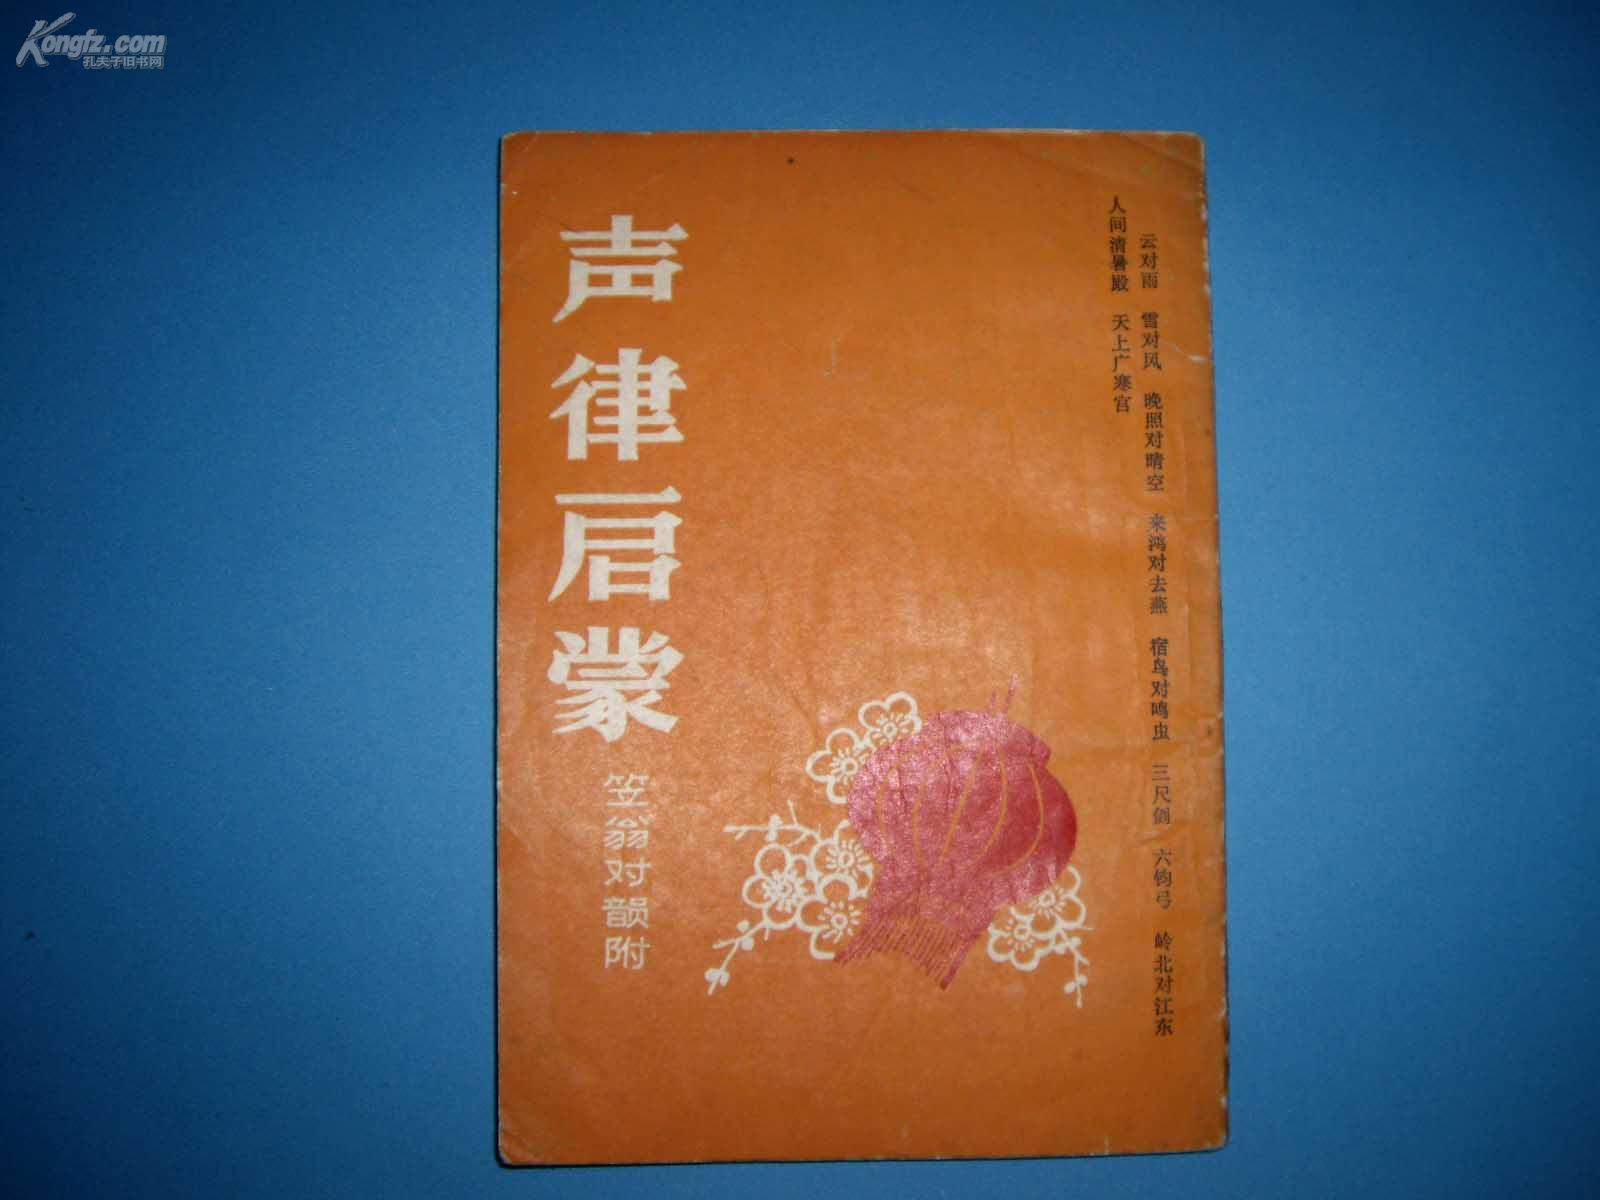 Kongfz.com
孔夫子旧书网
云对雨 雪对风 晚照对晴空 来鸿对去燕 宿鸟对鸣虫 三尺剑 六钧弓 岭北对江东
人间清暑殿 天上广寒宫
声律启蒙
笠翁对韵附